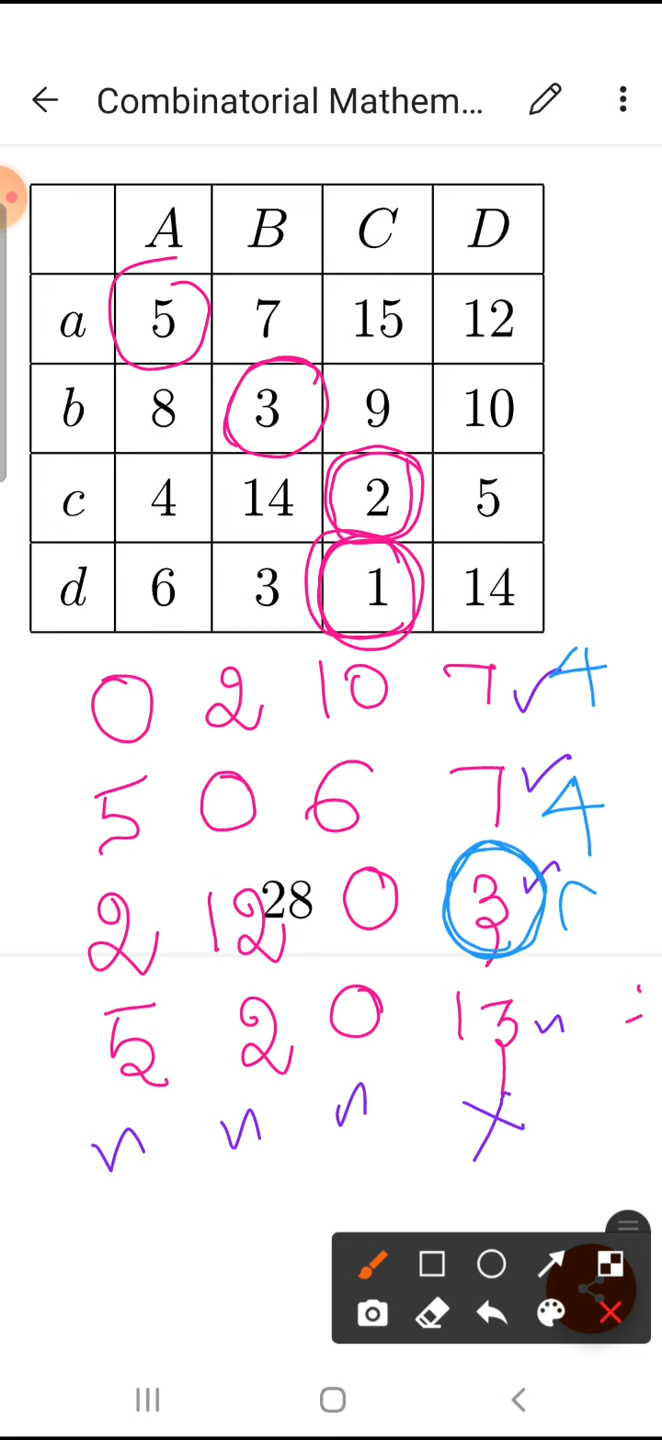 Combinatorial Mathem...
A B C D
a 5 7 15 12
b 8 3 9 10
c 4 14 2 5
d 6 3 1 14
0 2 10 7 4
5 0 6 7 4
2 12 28 0 3
5 2 0 13